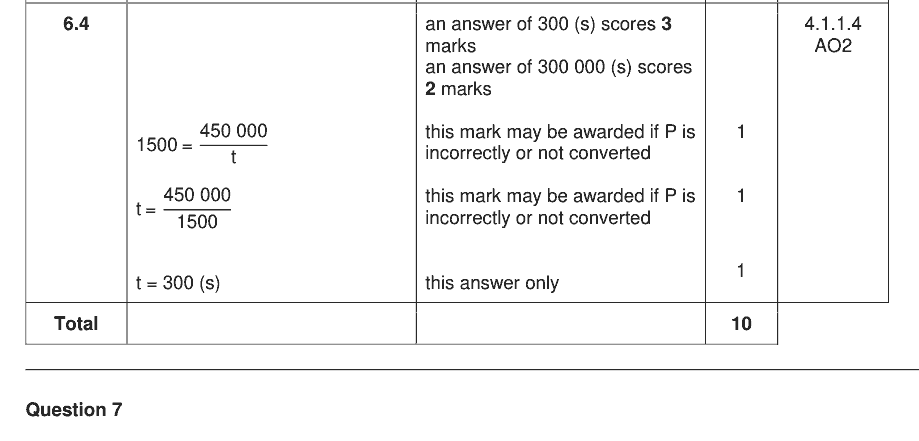 6.4
an answer of 300 (s) scores 3
marks
an answer of 300 000 (s) scores
2 marks
4.1.1.4
AO2
1500 = 450 000
t
this mark may be awarded if P is
incorrectly or not converted
1
t = 450 000
1500
this mark may be awarded if P is
incorrectly or not converted
1
t = 300 (s)
this answer only
1
Total
10
Question 7